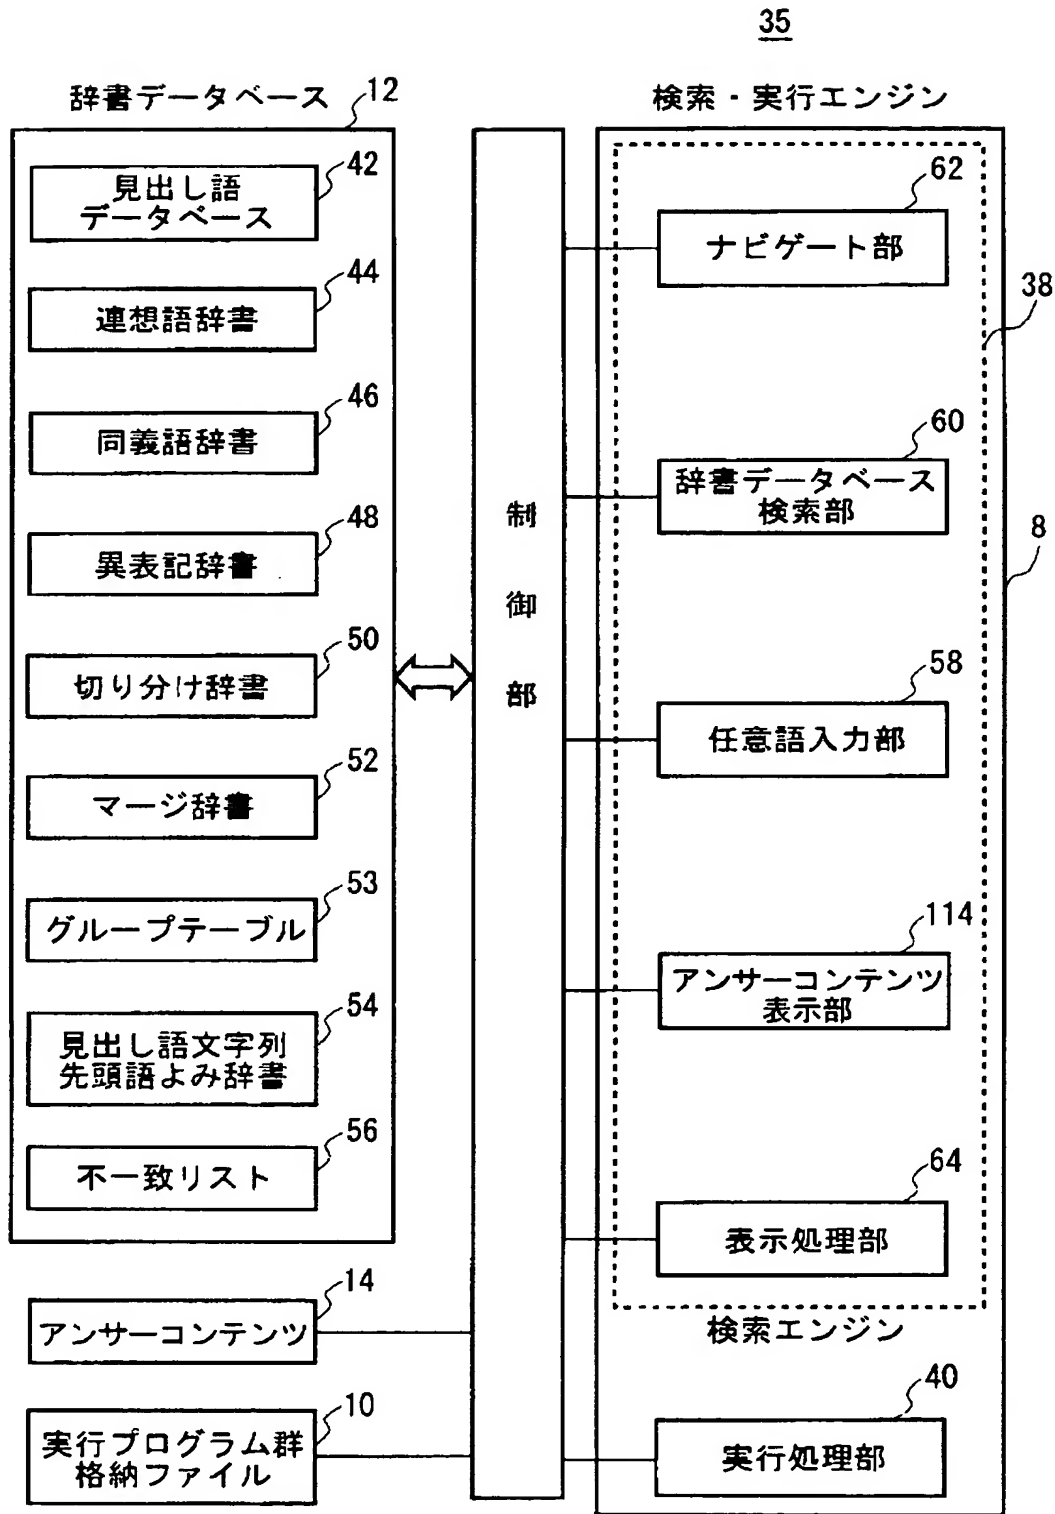 35
辞書データベース
12
見出し語
データベース
42
連想語辞書
44
同義語辞書
46
異表記辞書
48
切り分け辞書
50
マージ辞書
52
グループテーブル
53
見出し語文字列
先頭語よみ辞書
54
不一致リスト
56
アンサーコンテンツ
14
実行プログラム群
格納ファイル
10
制御部
検索・実行エンジン
ナビゲート部
62
38
辞書データベース
検索部
60
8
任意語入力部
58
アンサーコンテンツ
表示部
114
表示処理部
64
検索エンジン
実行処理部
40